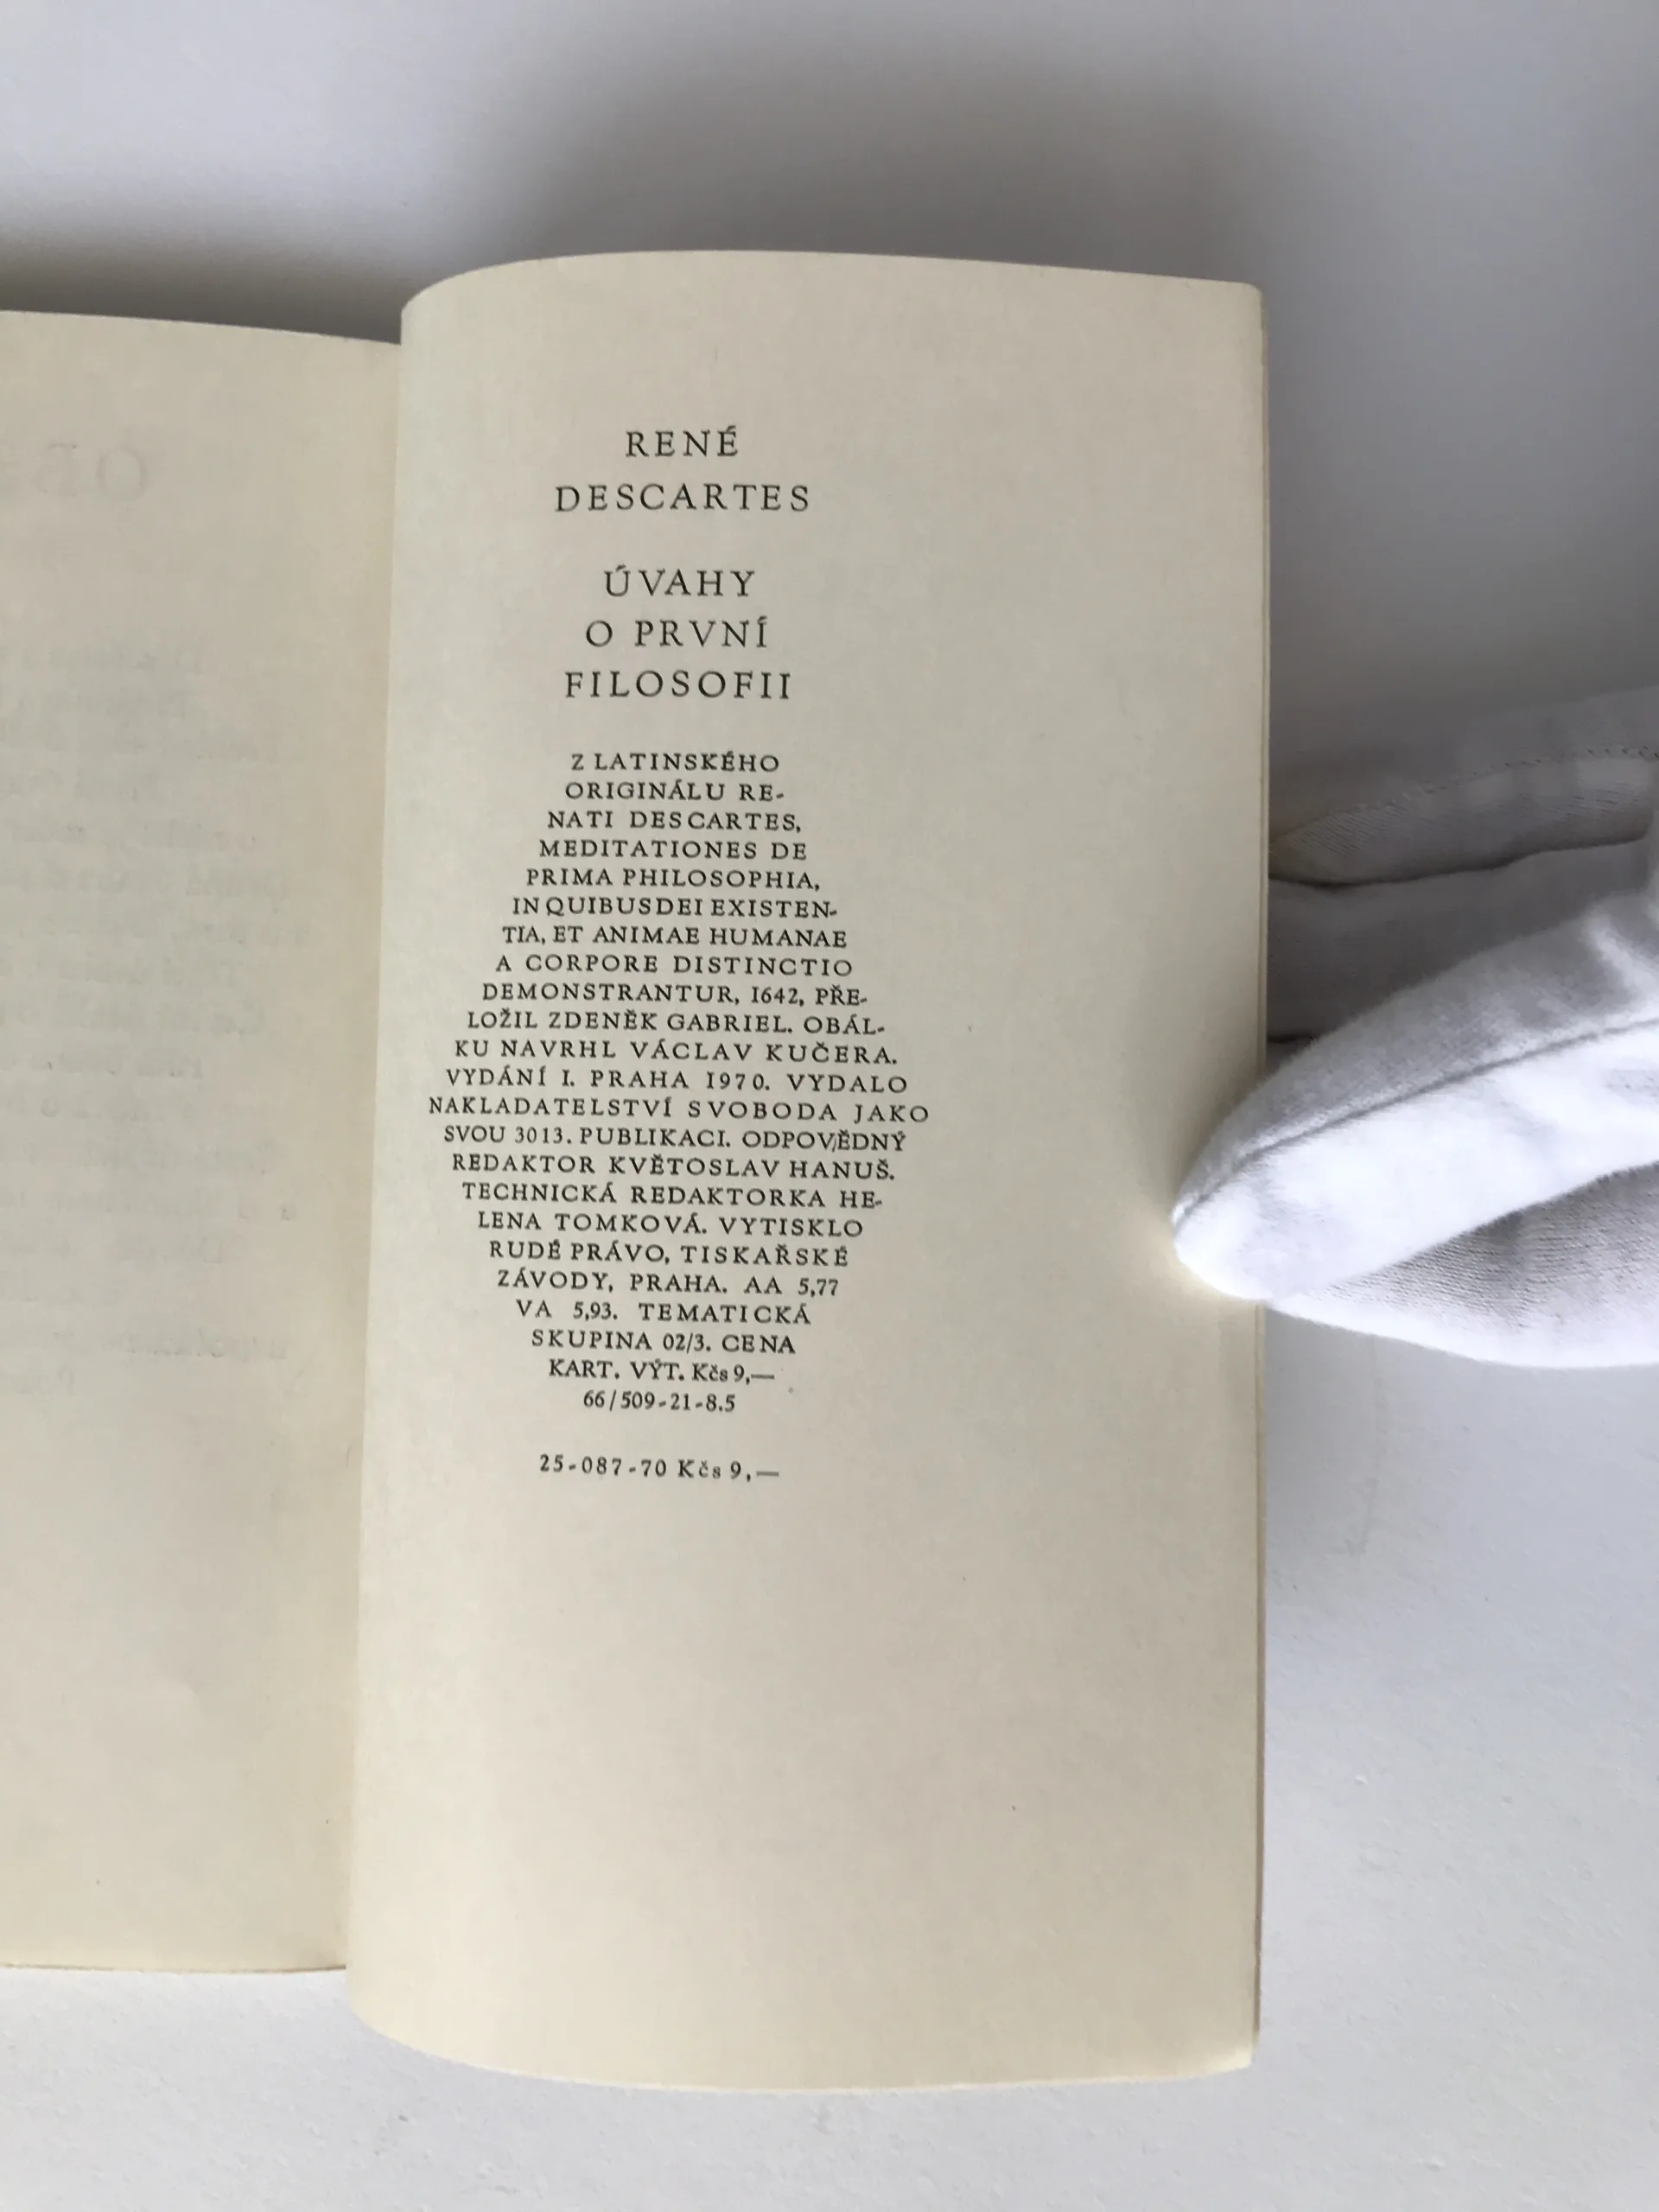 RENÉ
DESCARTES
ÚVAHY
O PRVNÍ
FILOSOFII
Z LATINSKÉHO
ORIGINÁLU RE-
NATI DESCARTES,
MEDITATIONES DE
PRIMA PHILOSOPHIA,
IN QUIBUS DEI EXISTEN-
TIA, ET ANIMAE HUMANAE
A CORPORE DISTINCTIO
DEMONSTRANTUR, 1642, PŘE-
LOŽIL ZDENĚK GABRIEL. OBÁL-
KU NAVRHL VÁCLAV KUČERA.
VYDÁNÍ I. PRAHA 1970. VYDALO
NAKLADATELSTVÍ SVOBODA JAKO
SVOU 3013. PUBLIKACI. ODPOVĚDNÝ
REDAKTOR KVĚTOSLAV HANUŠ.
TECHNICKÁ REDAKTORKA HE-
LENA TOMKOVÁ. VYTISKLO
RUDÉ PRÁVO, TISKAŘSKÉ
ZÁVODY, PRAHA. AA 5,77
VA 5,93. TEMATICKÁ
SKUPINA 02/3. CENA
KART. VÝT. Kčs 9,—
66/509-21-8.5
25-087-70 Kčs 9,—